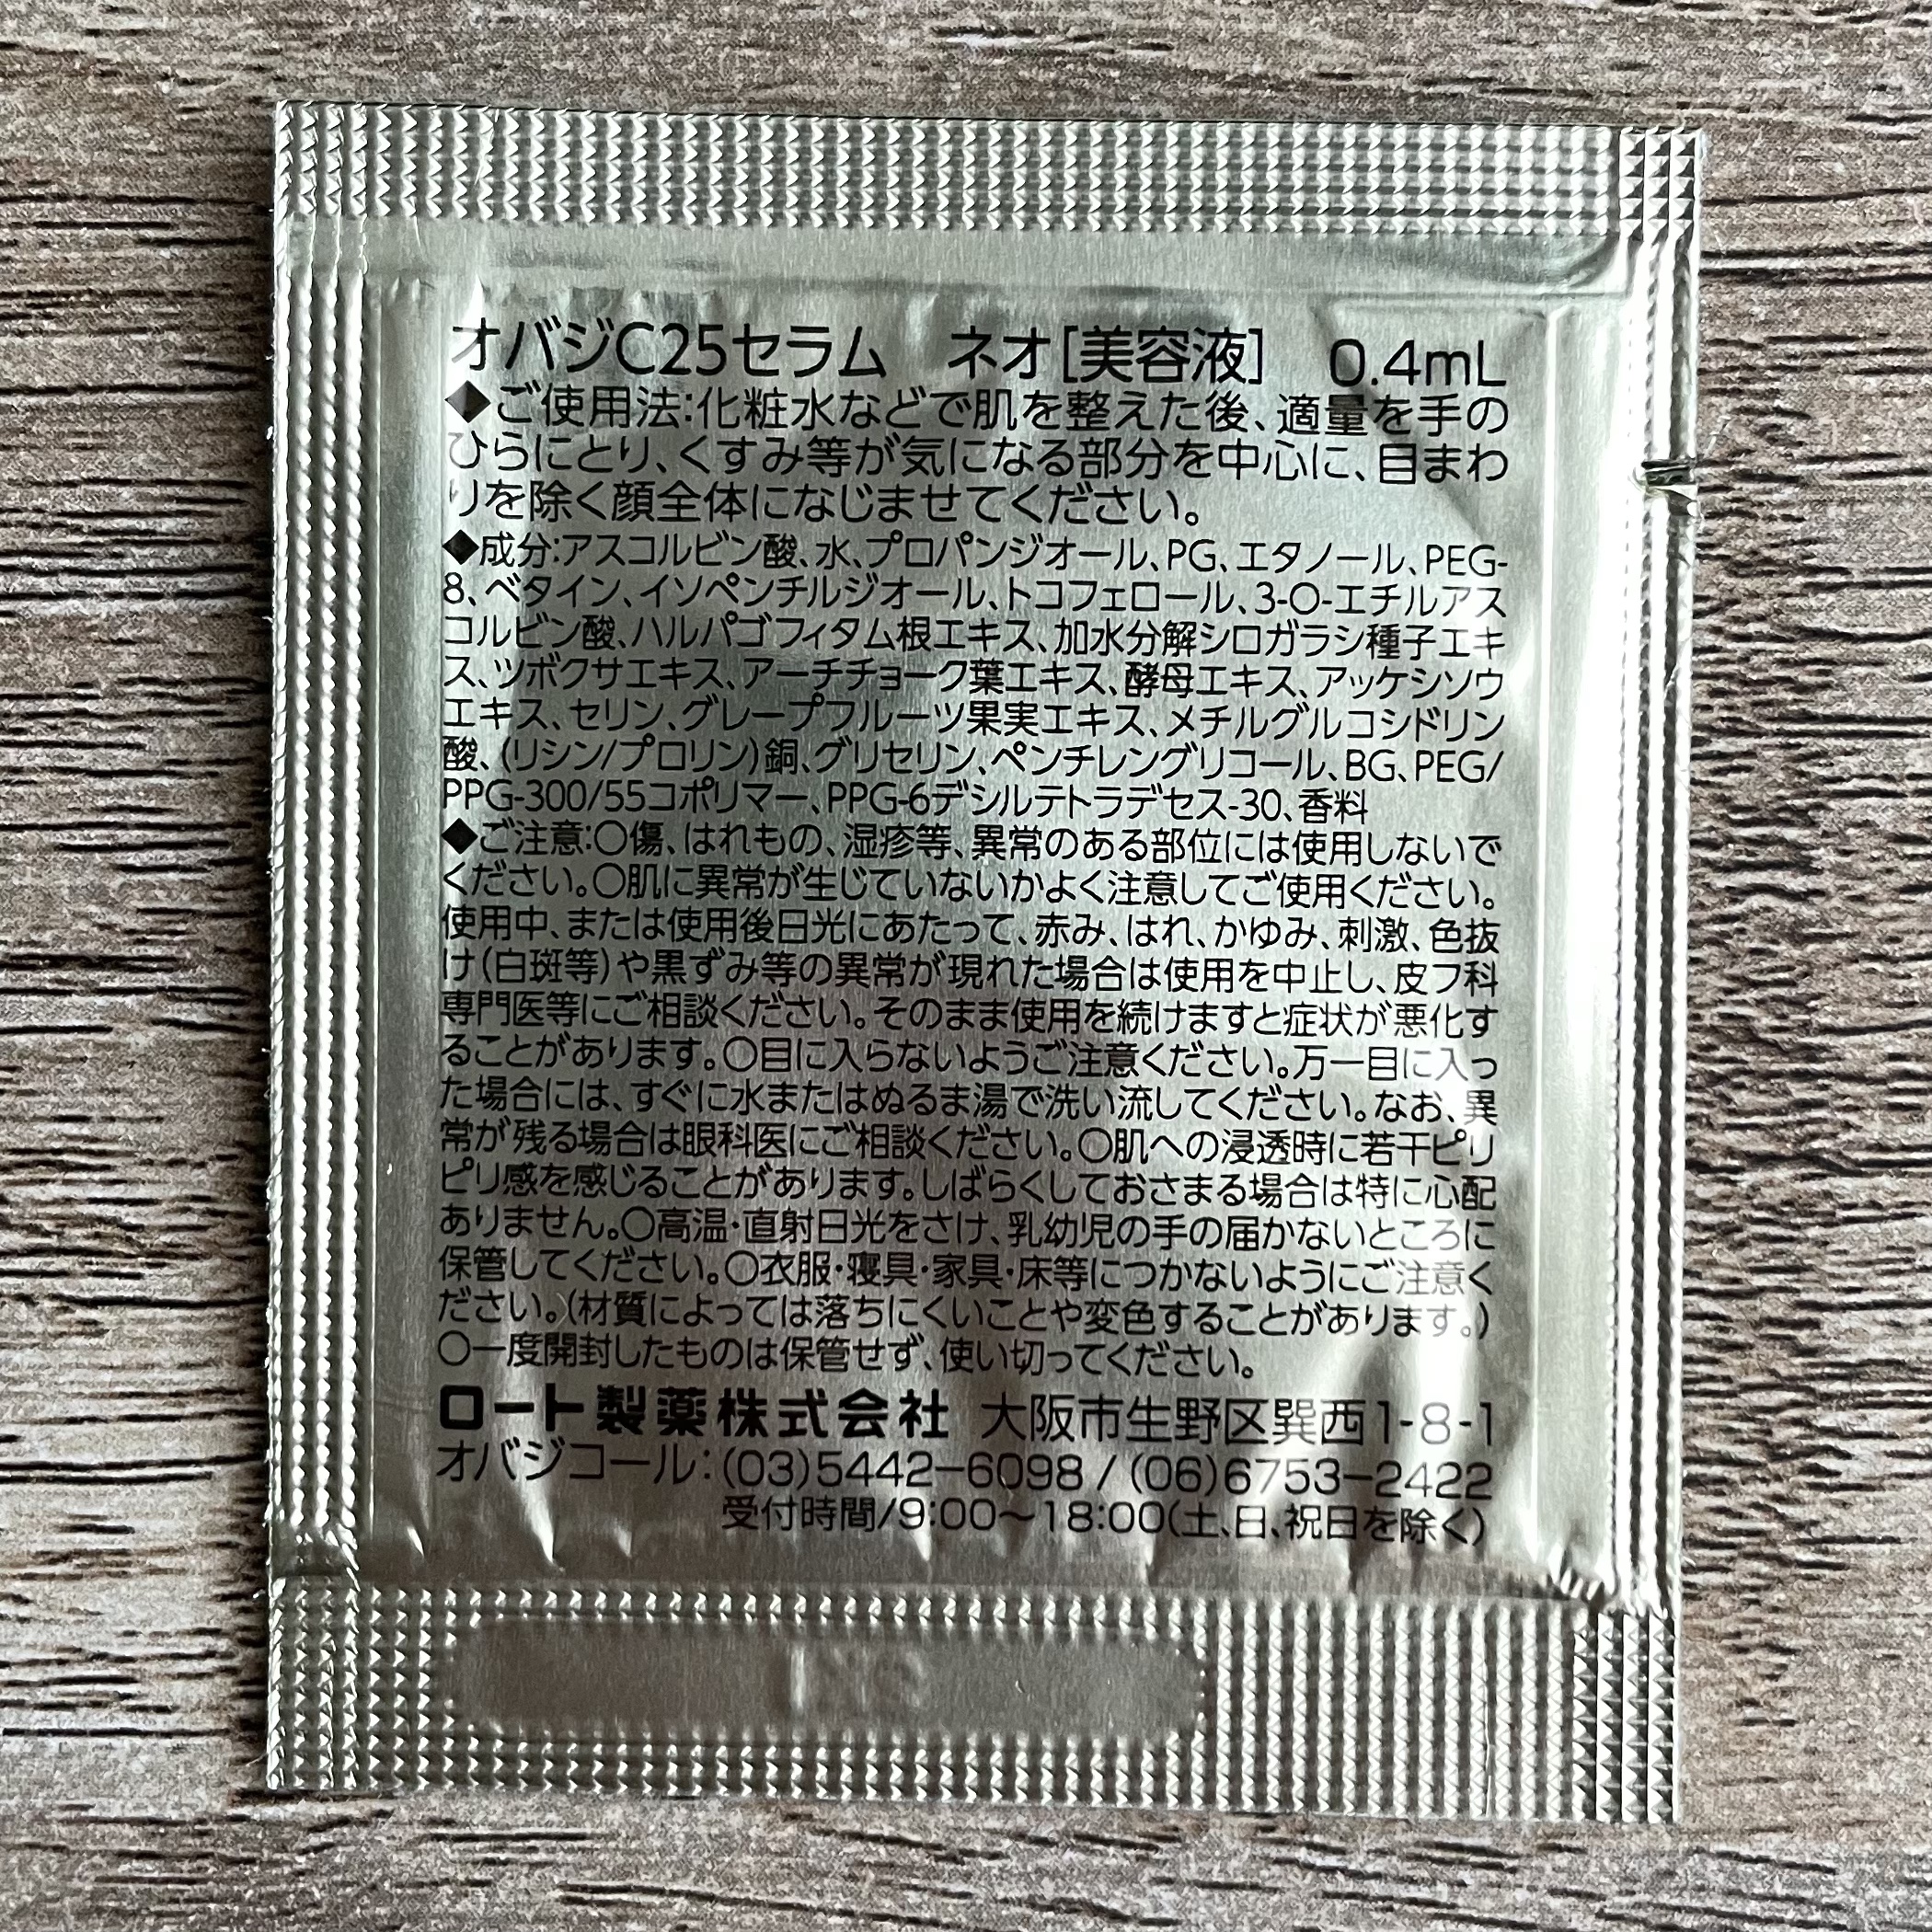 オバジC25セラム ネオ[美容液] 0.4mL
◆ご使用法:化粧水などで肌を整えた後、適量を手の
ひらにとり、くすみ等が気になる部分を中心に、目まわ
りを除く顔全体になじませてください。
◆成分:アスコルビン酸、水、プロパンジオール、PG、エタノール、PEG-
8、ベタイン、イソペンチルジオール、トコフェロール、3-O-エチルアス
コルビン酸、ハルパゴフィタム根エキス、加水分解シロガラシ種子エキ
ス、ツボクサエキス、アーチチョーク葉エキス、酵母エキス、アッケシソウ
エキス、セリン、グレープフルーツ果実エキス、メチルグルコシドリン
酸、(リシン/プロリン)銅、グリセリン、ペンチレングリコール、BG、PEG/
PPG-300/55コポリマー、PPG-6デシルテトラデセス-30、香料
◆ご注意:〇傷、はれもの、湿疹等、異常のある部位には使用しないで
ください。〇肌に異常が生じていないかよく注意してご使用ください。
使用中、または使用後日光にあたって、赤み、はれ、かゆみ、刺激、色抜
け(白斑等)や黒ずみ等の異常が現れた場合は使用を中止し、皮フ科
専門医等にご相談ください。そのまま使用を続けますと症状が悪化す
ることがあります。〇目に入らないようご注意ください。万一目に入っ
た場合には、すぐに水またはぬるま湯で洗い流してください。なお、異
常が残る場合は眼科医にご相談ください。〇肌への浸透時に若干ピリ
ピリ感を感じることがあります。しばらくしておさまる場合は特に心配
ありません。〇高温・直射日光をさけ、乳幼児の手の届かないところに
保管してください。〇衣服・寝具・家具・床等につかないようにご注意く
ださい。(材質によっては落ちにくいことや変色することがあります。)
〇一度開封したものは保管せず、使い切ってください。
ロート製薬株式会社 大阪市生野区巽西1-8-1
オバジコール:(03)5442−6098/(06)6753−2422
受付時間/9:00〜18:00(土、日、祝日を除く)